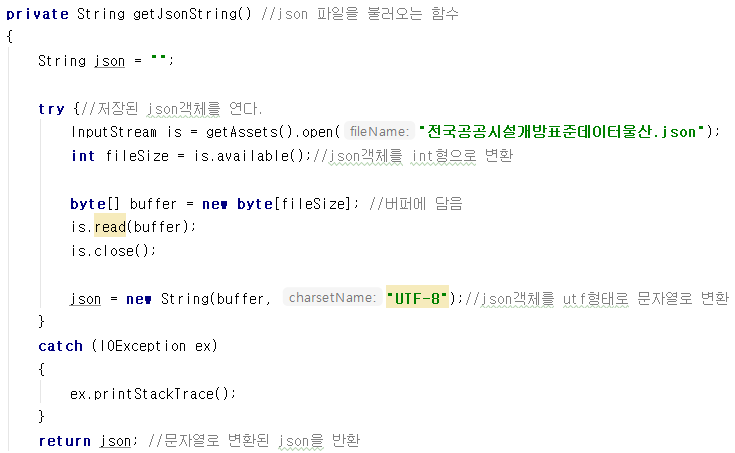 private String getJsonString() //json 파일을 불러오는 함수
{
String json = "";
try {//저장된 json객체를 연다.
InputStream is = getAssets().open( fileName: "전국공공시설개방표준데이터울산.json");
int fileSize = is.available();//json객체를 int형으로 변환
byte[] buffer = new byte[fileSize]; //버퍼에 담음
is.read(buffer);
is.close();
json = new String(buffer, charsetName: "UTF-8");//json객체를 utf형태로 문자열로 변환
}
catch (IOException ex)
{
ex.printStackTrace();
}
return json; //문자열로 변환된 json을 반환